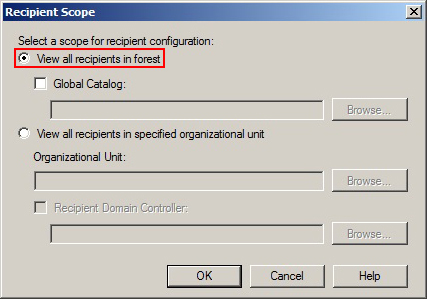 Recipient Scope
Select a scope for recipient configuration:
View all recipients in forest
Global Catalog:
Browse...
View all recipients in specified organizational unit
Organizational Unit:
Browse...
Recipient Domain Controller:
Browse...
OK Cancel Help